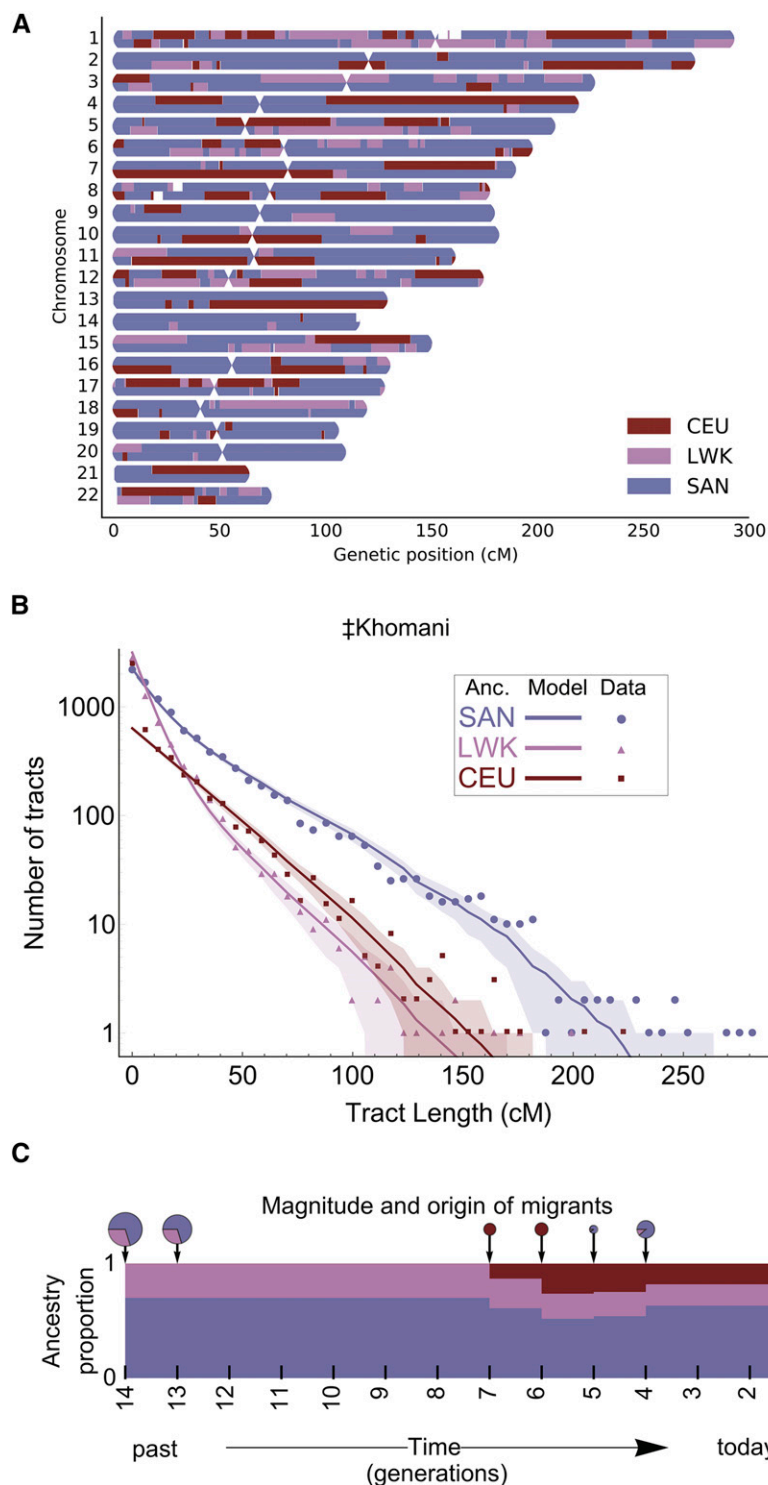 A
1
2
3
4
5
6
7
8
9
10
11
12
13
14
15
16
17
18
19
20
21
22
Chromosome
CEU
LWK
SAN
0 50 100 150 200 250 300
Genetic position (cM)
B
‡Khomani
Anc. Model Data
SAN
LWK
CEU
1000
100
10
1
Number of tracts
0 50 100 150 200 250
Tract Length (cM)
C
Magnitude and origin of migrants
1
0
Ancestry
proportion
14 13 12 11 10 9 8 7 6 5 4 3 2
past Time today
(generations)